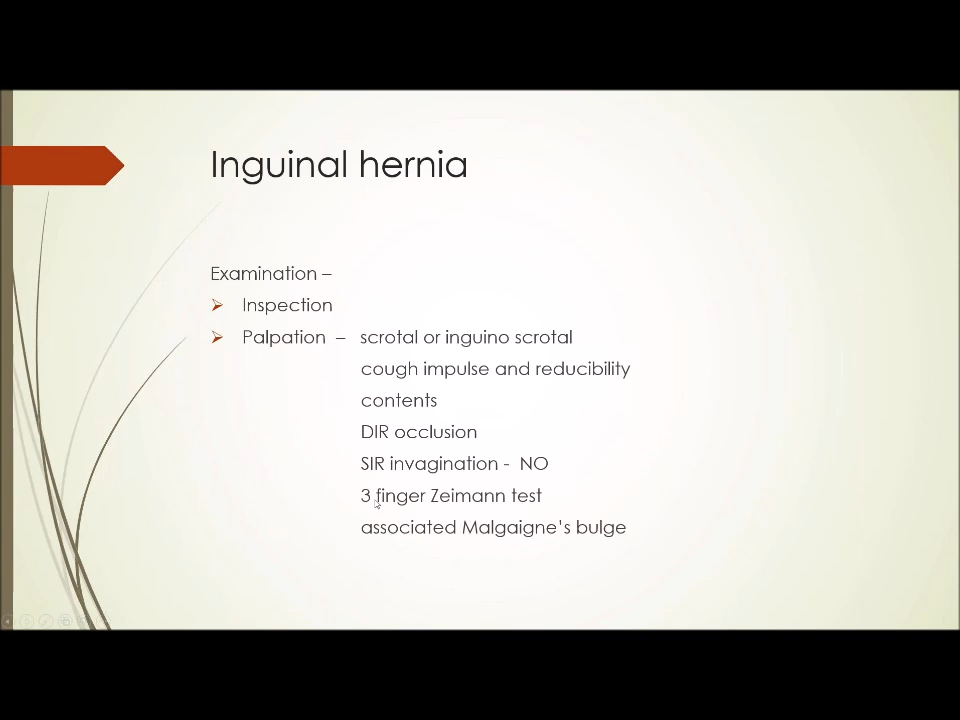 Inguinal hernia
Examination –
Inspection
Palpation – scrotal or inguino scrotal
cough impulse and reducibility
contents
DIR occlusion
SIR invagination - NO
3 finger Zeimann test
associated Malgaigne's bulge